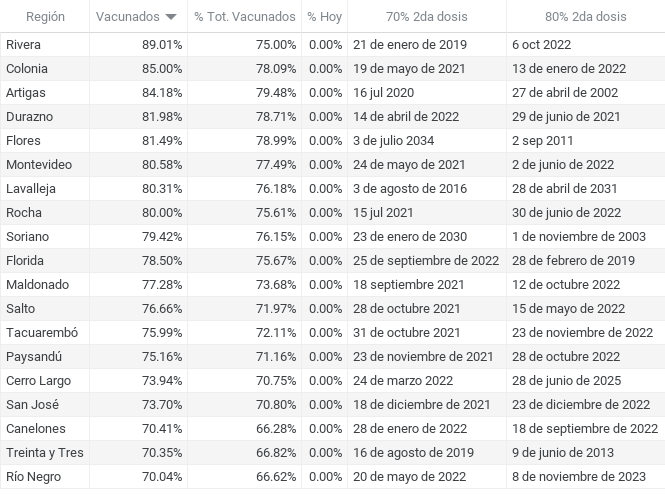 Región Vacunados % Tot. Vacunados % Hoy 70% 2da dosis 80% 2da dosis
Rivera 89.01% 75.00% 0.00% 21 de enero de 2019 6 oct 2022
Colonia 85.00% 78.09% 0.00% 19 de mayo de 2021 13 de enero de 2022
Artigas 84.18% 79.48% 0.00% 16 jul 2020 27 de abril de 2002
Durazno 81.98% 78.71% 0.00% 14 de abril de 2022 29 de junio de 2021
Flores 81.49% 78.99% 0.00% 3 de julio 2034 2 sep 2011
Montevideo 80.58% 77.49% 0.00% 24 de mayo de 2021 2 de junio de 2022
Lavalleja 80.31% 76.18% 0.00% 3 de agosto de 2016 28 de abril de 2031
Rocha 80.00% 75.61% 0.00% 15 jul 2021 30 de junio de 2022
Soriano 79.42% 76.15% 0.00% 23 de enero de 2030 1 de noviembre de 2003
Florida 78.50% 75.67% 0.00% 25 de septiembre de 2022 28 de febrero de 2019
Maldonado 77.28% 73.68% 0.00% 18 septiembre 2021 12 de octubre de 2022
Salto 76.66% 71.97% 0.00% 28 de octubre de 2021 15 de mayo de 2022
Tacuarembó 75.99% 72.11% 0.00% 31 de octubre de 2021 23 de noviembre de 2022
Paysandú 75.16% 71.16% 0.00% 23 de noviembre de 2021 28 de octubre de 2022
Cerro Largo 73.94% 70.75% 0.00% 24 de marzo 2022 28 de junio de 2025
San José 73.70% 70.80% 0.00% 18 de diciembre de 2021 23 de diciembre de 2022
Canelones 70.41% 66.28% 0.00% 28 de enero de 2022 18 de septiembre de 2022
Treinta y Tres 70.35% 66.82% 0.00% 16 de agosto de 2019 9 de junio de 2013
Río Negro 70.04% 66.62% 0.00% 20 de mayo de 2022 8 de noviembre de 2023